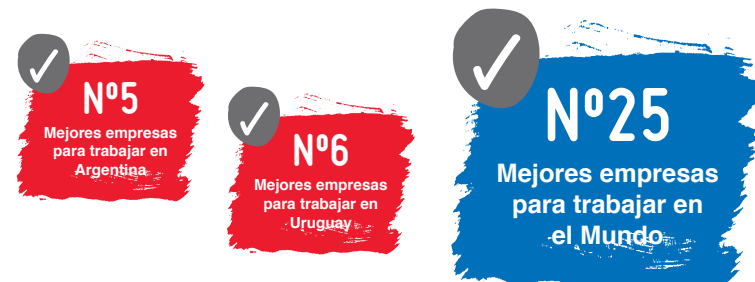 Nº5
Mejores empresas
para trabajar en
Argentina
Nº6
Mejores empresas
para trabajar en
Uruguay
Nº25
Mejores empresas
para trabajar en
el Mundo